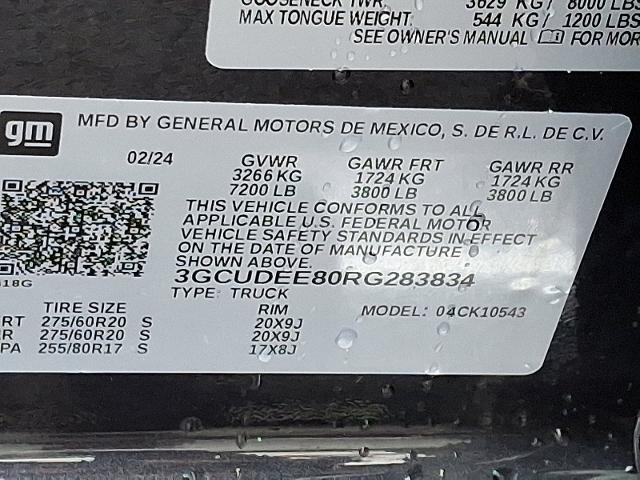 GOOSENECK TWR 3629 KG / 8000 LBS
MAX TONGUE WEIGHT. 544 KG / 1200 LBS
SEE OWNER'S MANUAL FOR MOR
gm
MFD BY GENERAL MOTORS DE MEXICO, S. DE R.L. DE C.V.
02/24 GVWR GAWR FRT GAWR RR
3266 KG 1724 KG 1724 KG
7200 LB 3800 LB 3800 LB
THIS VEHICLE CONFORMS TO ALL
APPLICABLE U.S. FEDERAL MOTOR
VEHICLE SAFETY STANDARDS IN EFFECT
ON THE DATE OF MANUFACTURE
SHOWN ABOVE.
3GCUDEE80RG283834
18G
TYPE: TRUCK
TIRE SIZE RIM MODEL: 04CK10543
RT 275/60R20 S 20X9J
R 275/60R20 S 20X9J
PA 255/80R17 S 17X8J